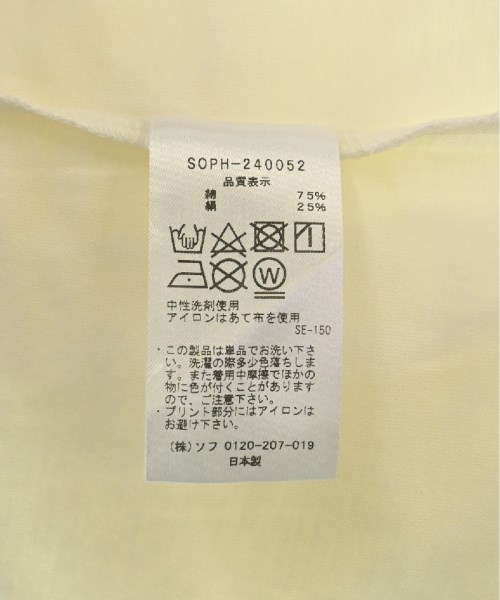 SOPH-240052
品質表示
綿 75%
絹 25%
W
中性洗剤使用
アイロンはあて布を使用
SE-150
・この製品は単品でお洗い下さ
い。洗濯の際多少色落ちしま
す。また着用中摩擦でほかの
物に色が付くことがあります
ので、ご注意下さい。
・プリント部分にはアイロンは
お避け下さい。
(株)ソフ 0120-207-019
日本製